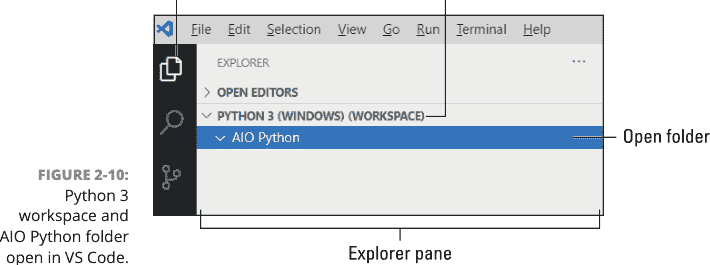 File Edit Selection View Go Run Terminal Help
EXPLORER ...
OPEN EDITORS
PYTHON 3 (WINDOWS) (WORKSPACE)
AIO Python
Open folder
Explorer pane
FIGURE 2-10:
Python 3
workspace and
AIO Python folder
open in VS Code.